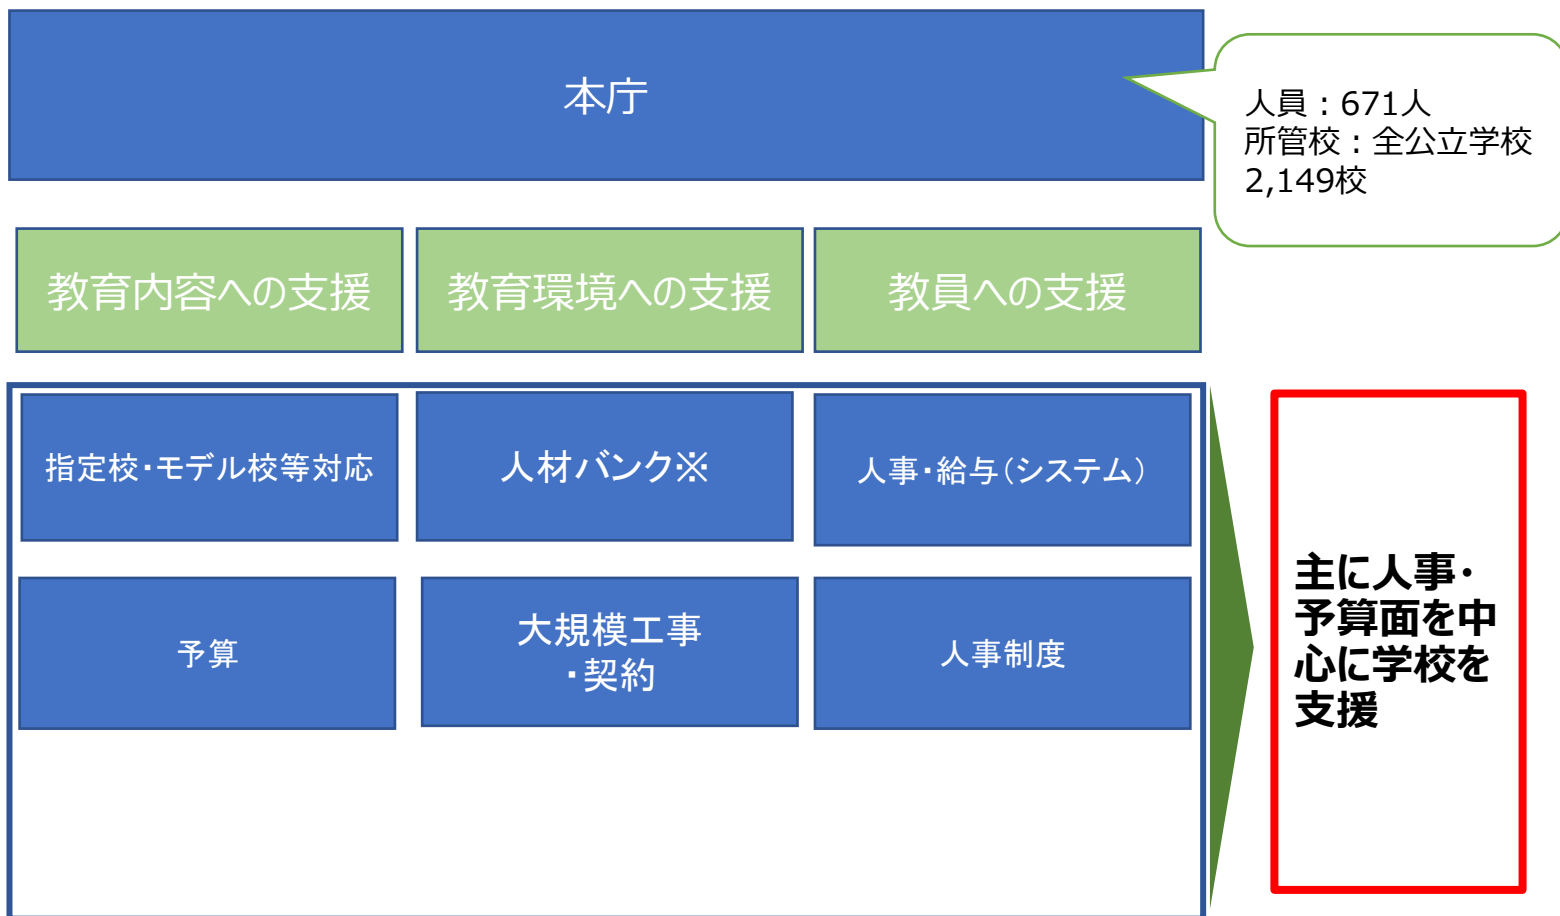 本庁
人員：671人
所管校：全公立学校
2,149校
教育内容への支援
教育環境への支援
教員への支援
指定校・モデル校等対応
人材バンク※
人事・給与（システム）
予算
大規模工事
・契約
人事制度
主に人事・
予算面を中
心に学校を
支援